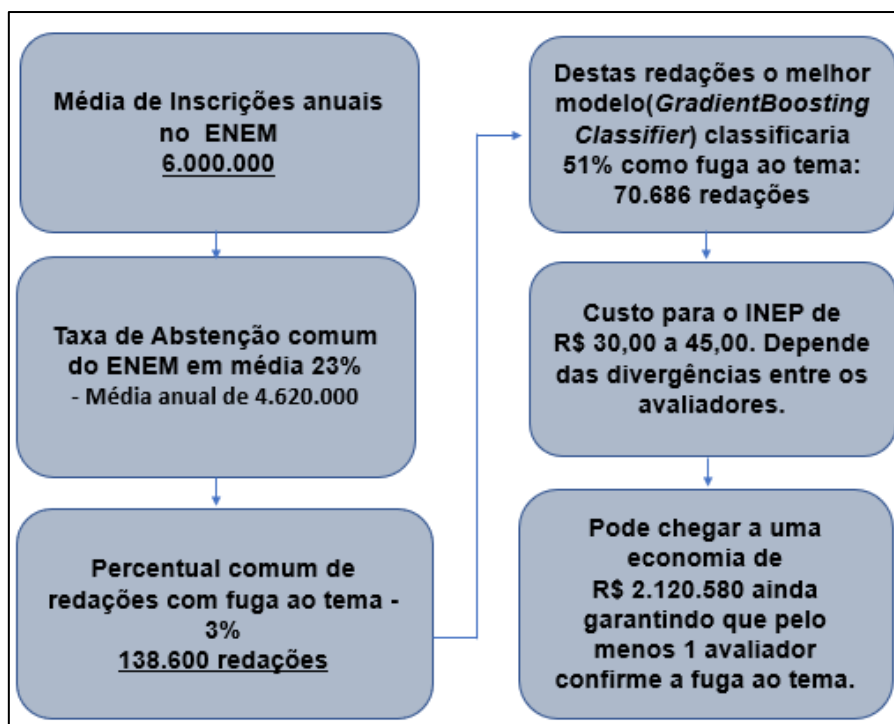 Média de Inscrições anuais
no ENEM
6.000.000
Taxa de Abstenção comum
do ENEM em média 23%
- Média anual de 4.620.000
Percentual comum de
redações com fuga ao tema -
3%
138.600 redações
Destas redações o melhor
modelo(GradientBoosting
Classifier) classificaria
51% como fuga ao tema:
70.686 redações
Custo para o INEP de
R$ 30,00 a 45,00. Depende
das divergências entre os
avaliadores.
Pode chegar a uma
economia de
R$ 2.120.580 ainda
garantindo que pelo
menos 1 avaliador
confirme a fuga ao tema.